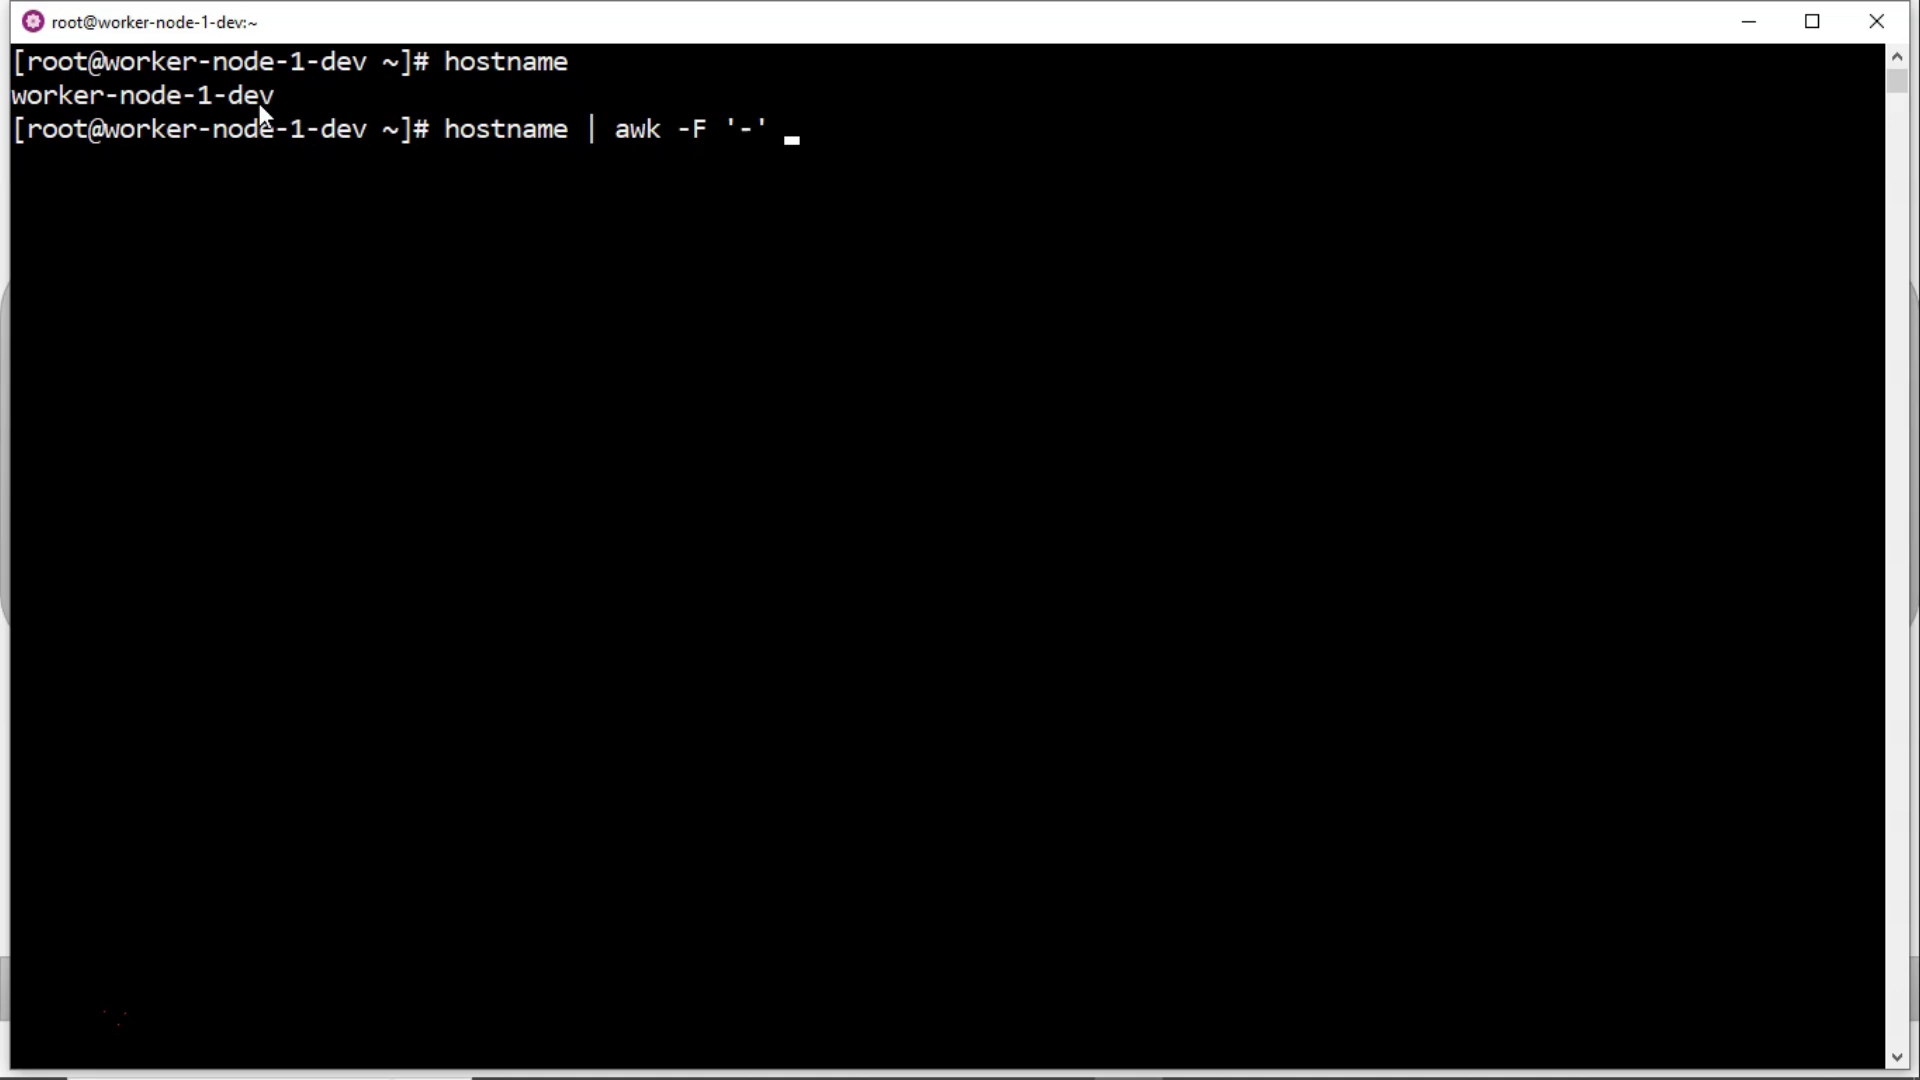 root@worker-node-1-dev:~
[root@worker-node-1-dev ~]# hostname
worker-node-1-dev
[root@worker-node-1-dev ~]# hostname | awk -F '-'